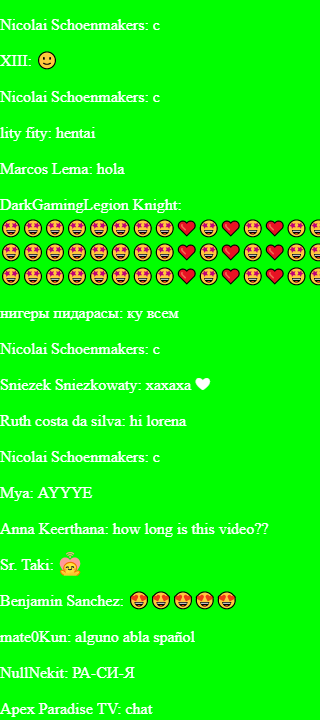 Nicolai Schoenmakers: c
XIII: 🙂
Nicolai Schoenmakers: c
lity fity: hentai
Marcos Lema: hola
DarkGamingLegion Knight:
🤩🤩🤩🤩🤩🤩🤩🤩❤️🤩❤️🤩❤️🤩🤩
🤩🤩🤩🤩🤩🤩🤩🤩❤️🤩❤️🤩❤️🤩🤩
🤩🤩🤩🤩🤩🤩🤩🤩❤️🤩❤️🤩❤️🤩🤩
нигеры пидарасы: ку всем
Nicolai Schoenmakers: c
Sniezek Sniezkowaty: xaxaxa 🤍
Ruth costa da silva: hi lorena
Nicolai Schoenmakers: c
Mya: AYYYE
Anna Keerthana: how long is this video??
Sr. Taki:
Benjamin Sanchez: 😍😍😍😍😍
mate0Kun: alguno abla spañol
NullNekit: РА-СИ-Я
Apex Paradise TV: chat